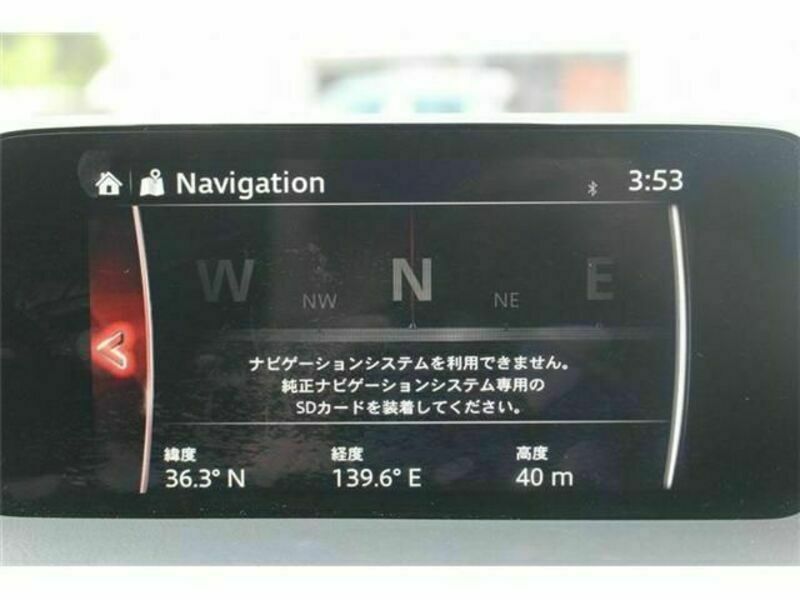 Navigation 3:53
W NW N NE E
ナビゲーションシステムを利用できません。
純正ナビゲーションシステム専用の
SDカードを装着してください。
緯度 経度 高度
36.3° N 139.6° E 40 m